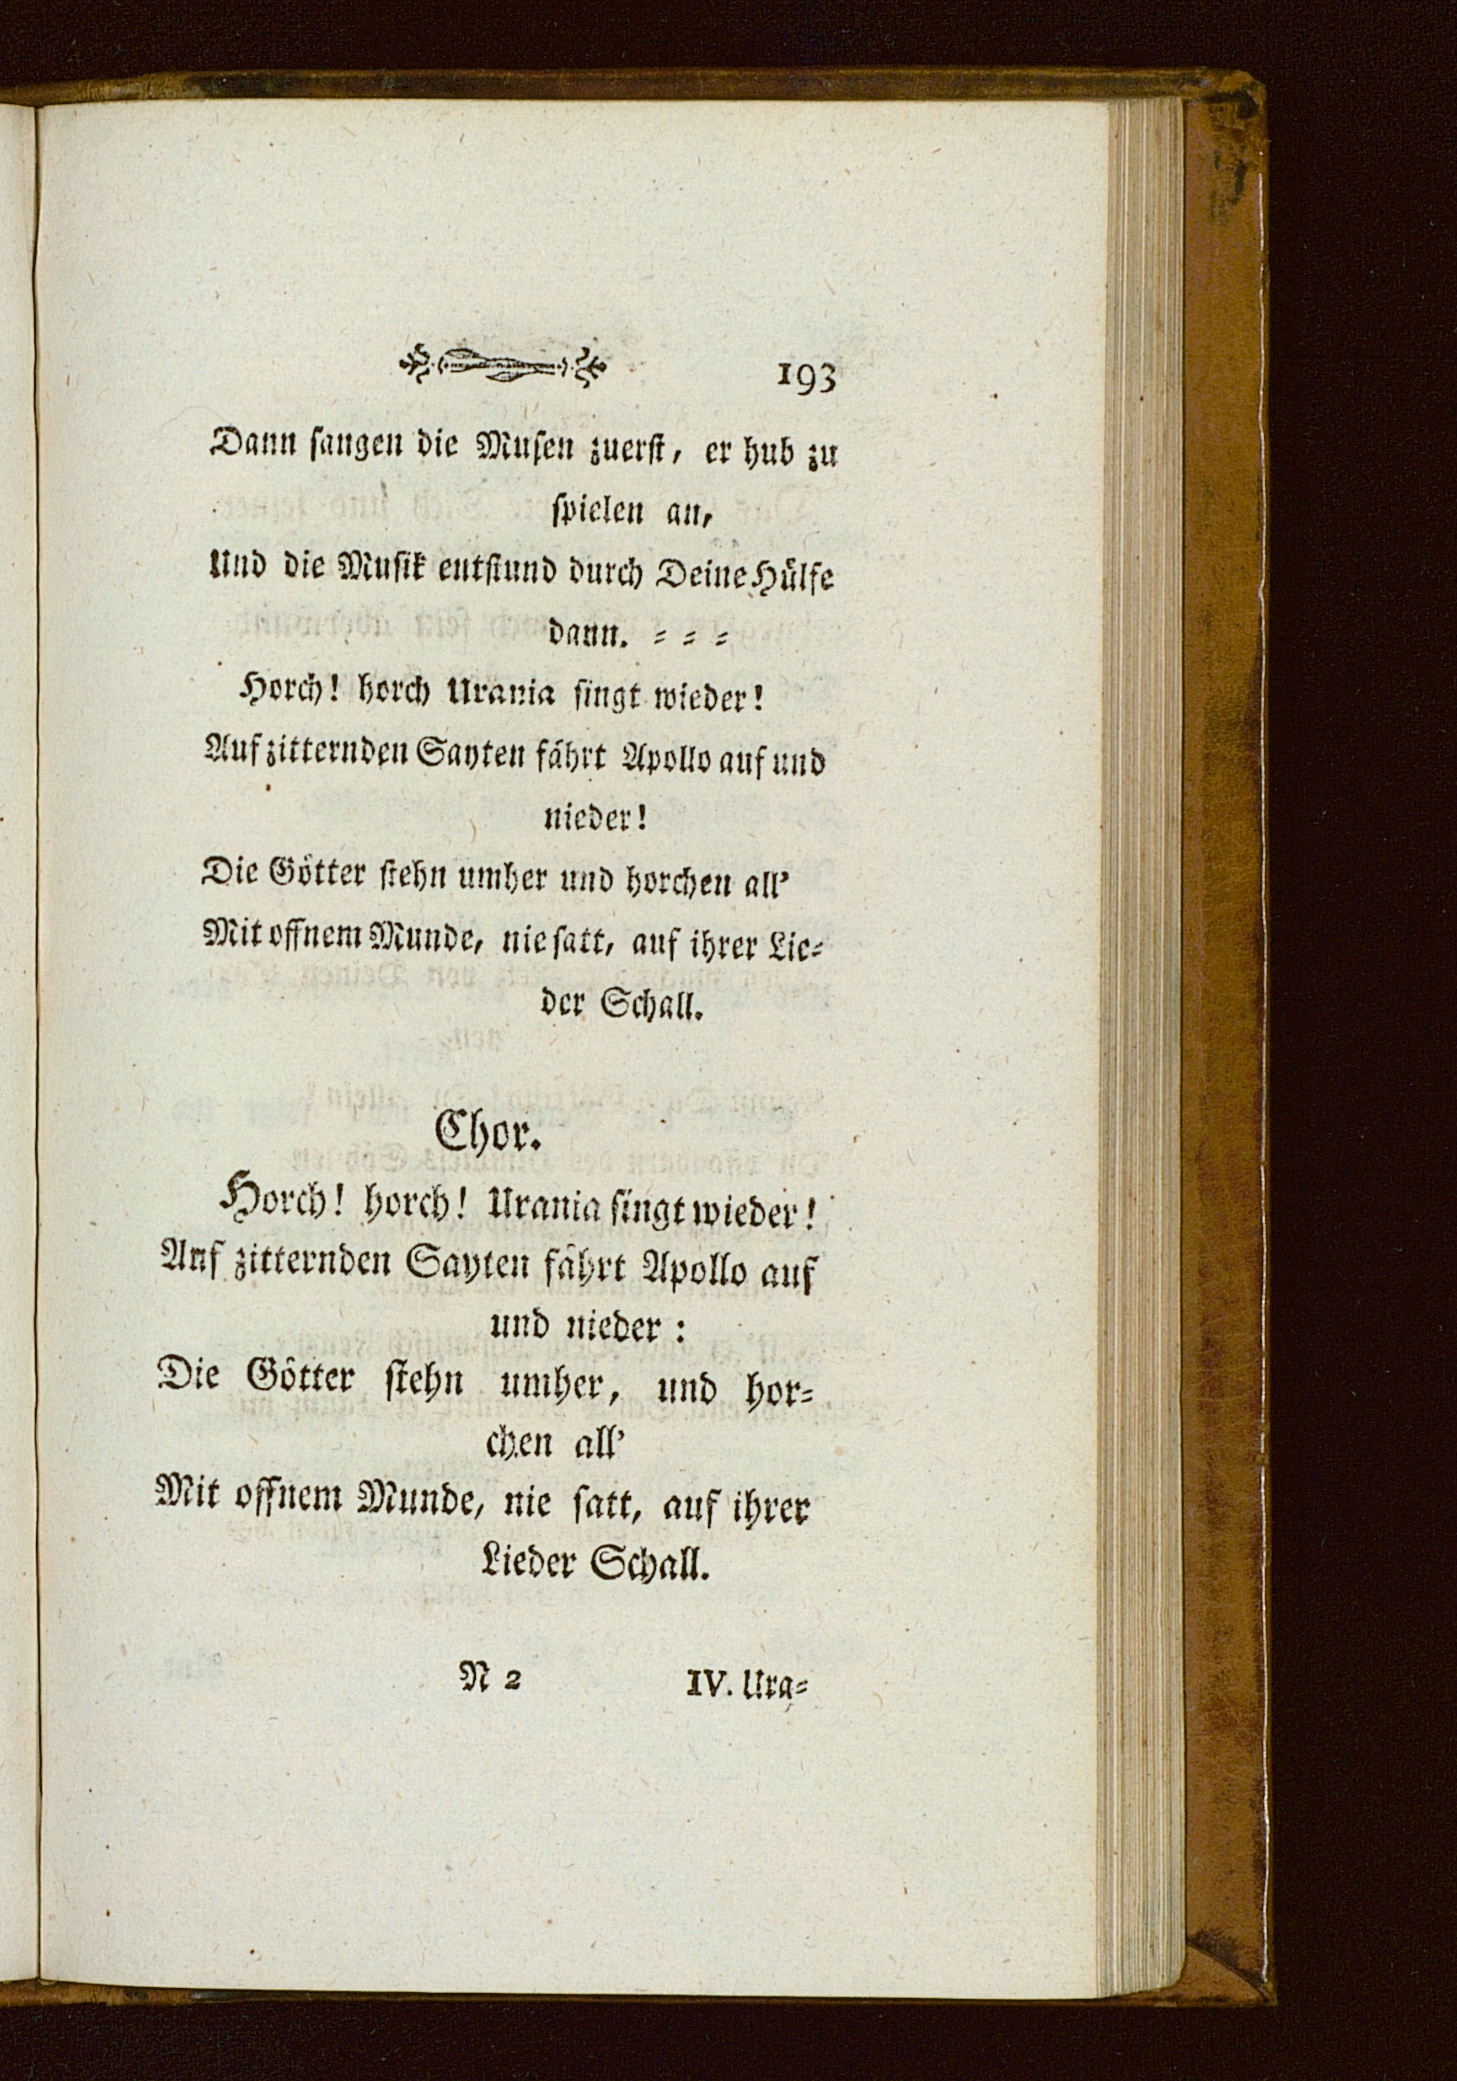 193
Dann ſangen die Muſen zuerſt, er hub zu
ſpielen an,
Und die Muſik entſtund durch Deine Hülfe
dann. ⸗ ⸗ ⸗
Horch! horch Urania ſingt wieder!
Auf zitternden Sayten fährt Apollo auf und
nieder!
Die Götter ſtehn umher und horchen all'
Mit offnem Munde, nie ſatt, auf ihrer Lie⸗
der Schall.
Chor.
Horch! horch! Urania ſingt wieder!
Auf zitternden Sayten fährt Apollo auf
und nieder:
Die Götter ſtehn umher, und hor⸗
chen all'
Mit offnem Munde, nie ſatt, auf ihrer
Lieder Schall.
N 2 IV. Ura⸗